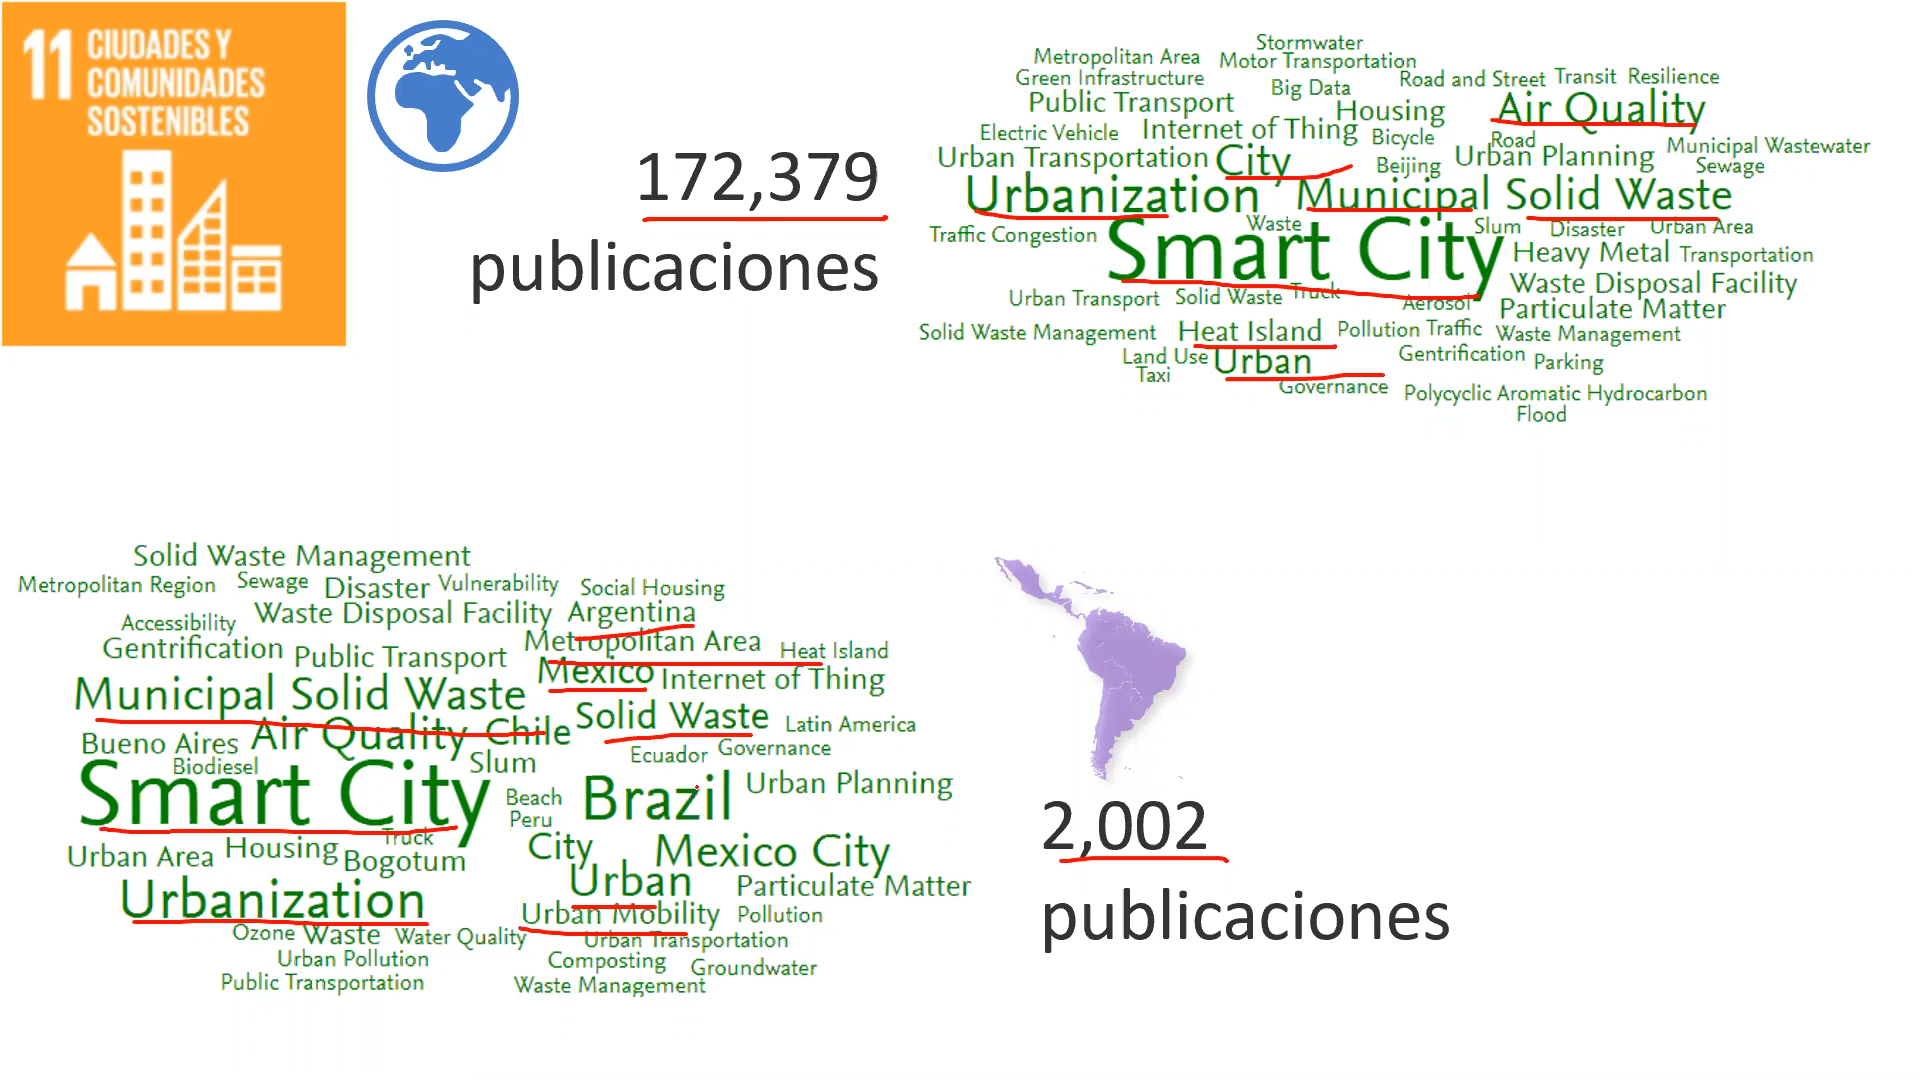 11 CIUDADES Y
COMUNIDADES
SOSTENIBLES
172,379
publicaciones
Stormwater
Metropolitan Area Motor Transportation
Green Infrastructure Big Data Road and Street Transit Resilience
Public Transport Housing Air Quality
Electric Vehicle Internet of Thing Bicycle Road Municipal Wastewater
Urban Transportation City Beijing Urban Planning Sewage
Urbanization Municipal Solid Waste
Traffic Congestion Waste Slum Disaster Urban Area
Smart City Heavy Metal Transportation
Waste Disposal Facility
Urban Transport Solid Waste Truck Aerosol Particulate Matter
Solid Waste Management Heat Island Pollution Traffic Waste Management
Land Use Urban Gentrification Parking
Taxi Governance Polycyclic Aromatic Hydrocarbon
Flood
Solid Waste Management
Metropolitan Region Sewage Disaster Vulnerability Social Housing
Accessibility Waste Disposal Facility Argentina
Gentrification Public Transport Metropolitan Area Heat Island
Mexico Internet of Thing
Municipal Solid Waste
Air Quality Chile Solid Waste Latin America
Bueno Aires Ecuador Governance
Biodiesel Slum
Smart City Beach Brazil Urban Planning
Peru
Truck
Urban Area Housing Bogotum City Mexico City
Urbanization Urban Particulate Matter
Urban Mobility Pollution
Ozone Waste Water Quality Urban Transportation
Urban Pollution Composting Groundwater
Public Transportation Waste Management
2,002
publicaciones